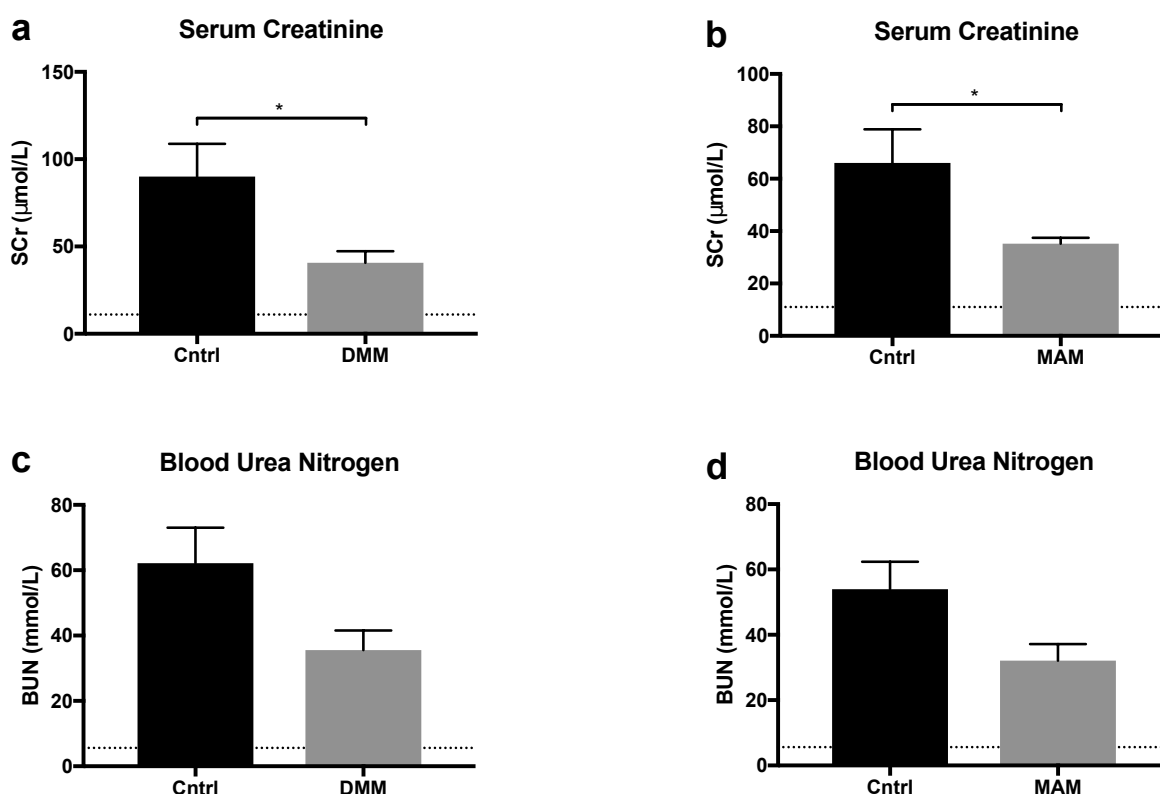 a
Serum Creatinine
SCr (μmol/L)
150
100
50
0
*
Cntrl
DMM
b
Serum Creatinine
SCr (μmol/L)
100
80
60
40
20
0
*
Cntrl
MAM
c
Blood Urea Nitrogen
BUN (mmol/L)
80
60
40
20
0
Cntrl
DMM
d
Blood Urea Nitrogen
BUN (mmol/L)
80
60
40
20
0
Cntrl
MAM